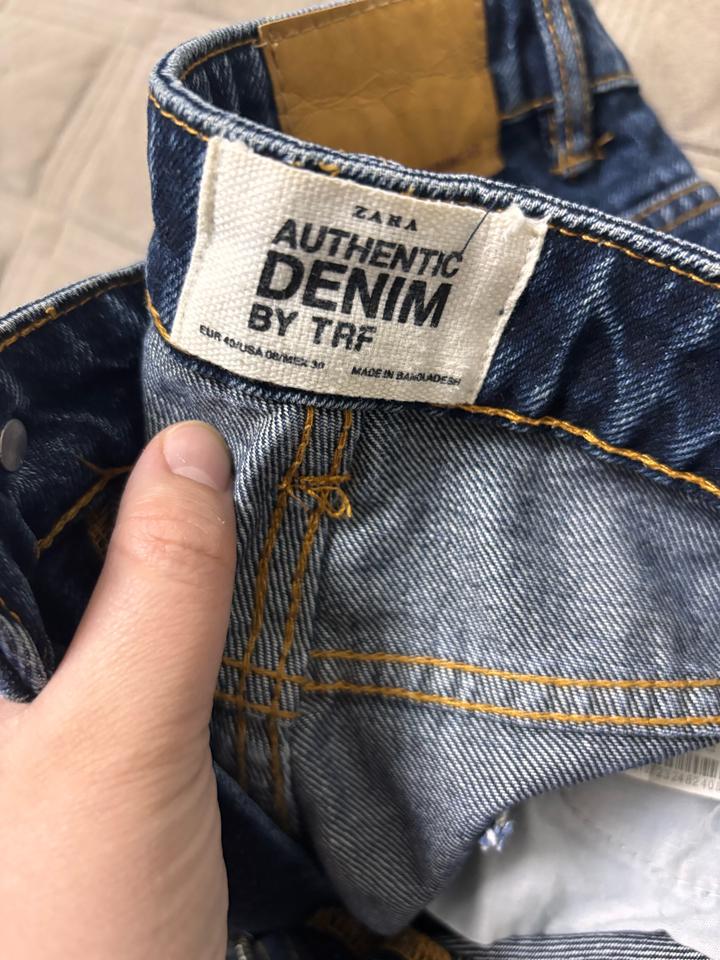 ZARA
AUTHENTIC
DENIM
BY TRF
EUR 40/USA 08/MEX 30
MADE IN BANGLADESH